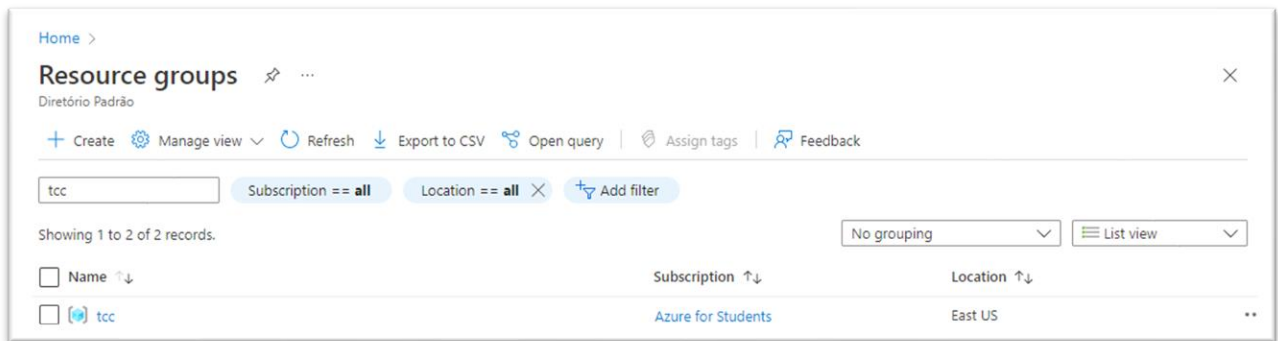 Home >
Resource groups
Diretório Padrão
Create Manage view Refresh Export to CSV Open query Assign tags Feedback
tcc Subscription == all Location == all Add filter
Showing 1 to 2 of 2 records. No grouping List view
Name Subscription Location
tcc Azure for Students East US